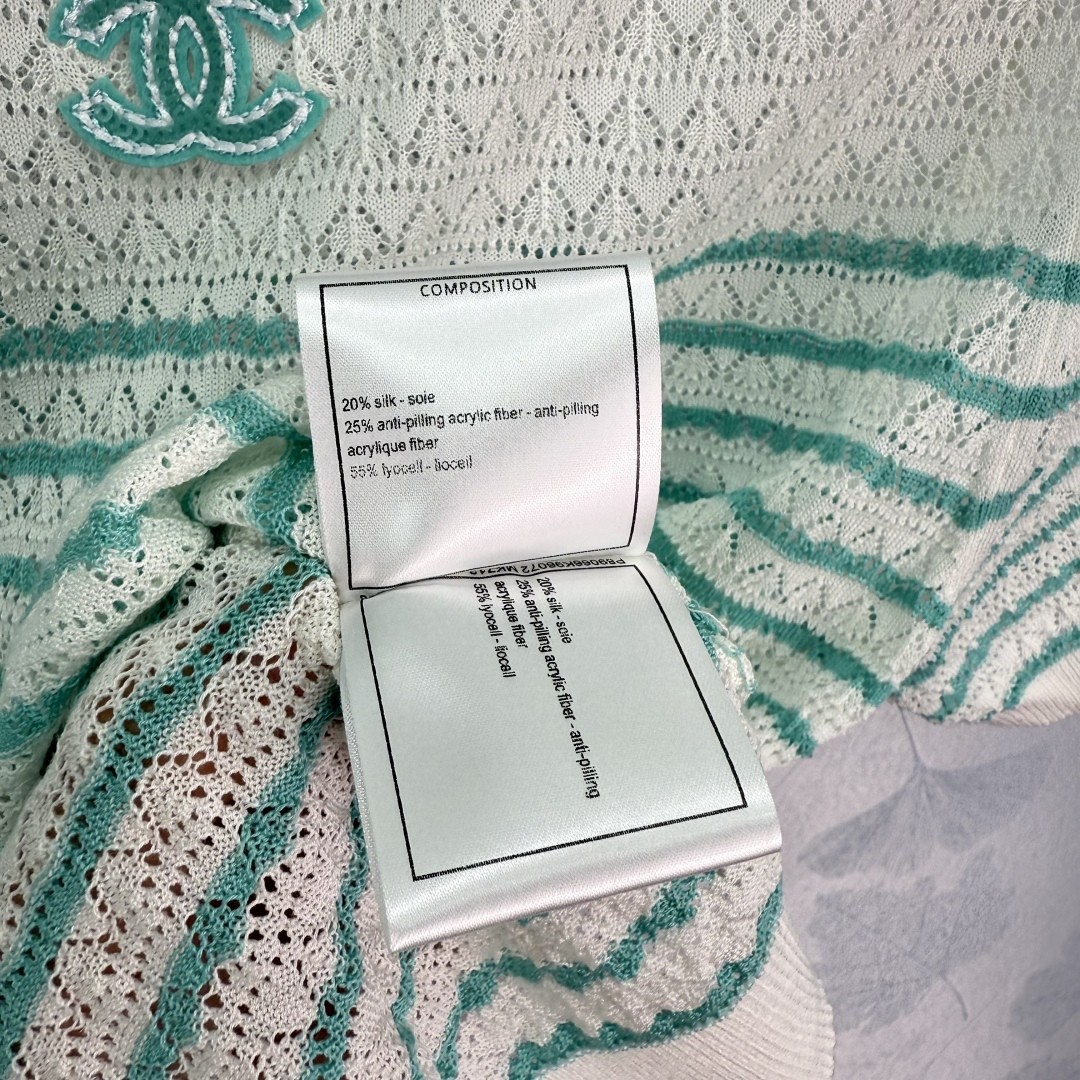 COMPOSITION
20% silk - soie
25% anti-pilling acrylic fiber - anti-pilling
acrylique fiber
55% lyocell - liocell
20% silk - soie
25% anti-pilling acrylic fiber - anti-pilling
acrylique fiber
55% lyocell - liocell